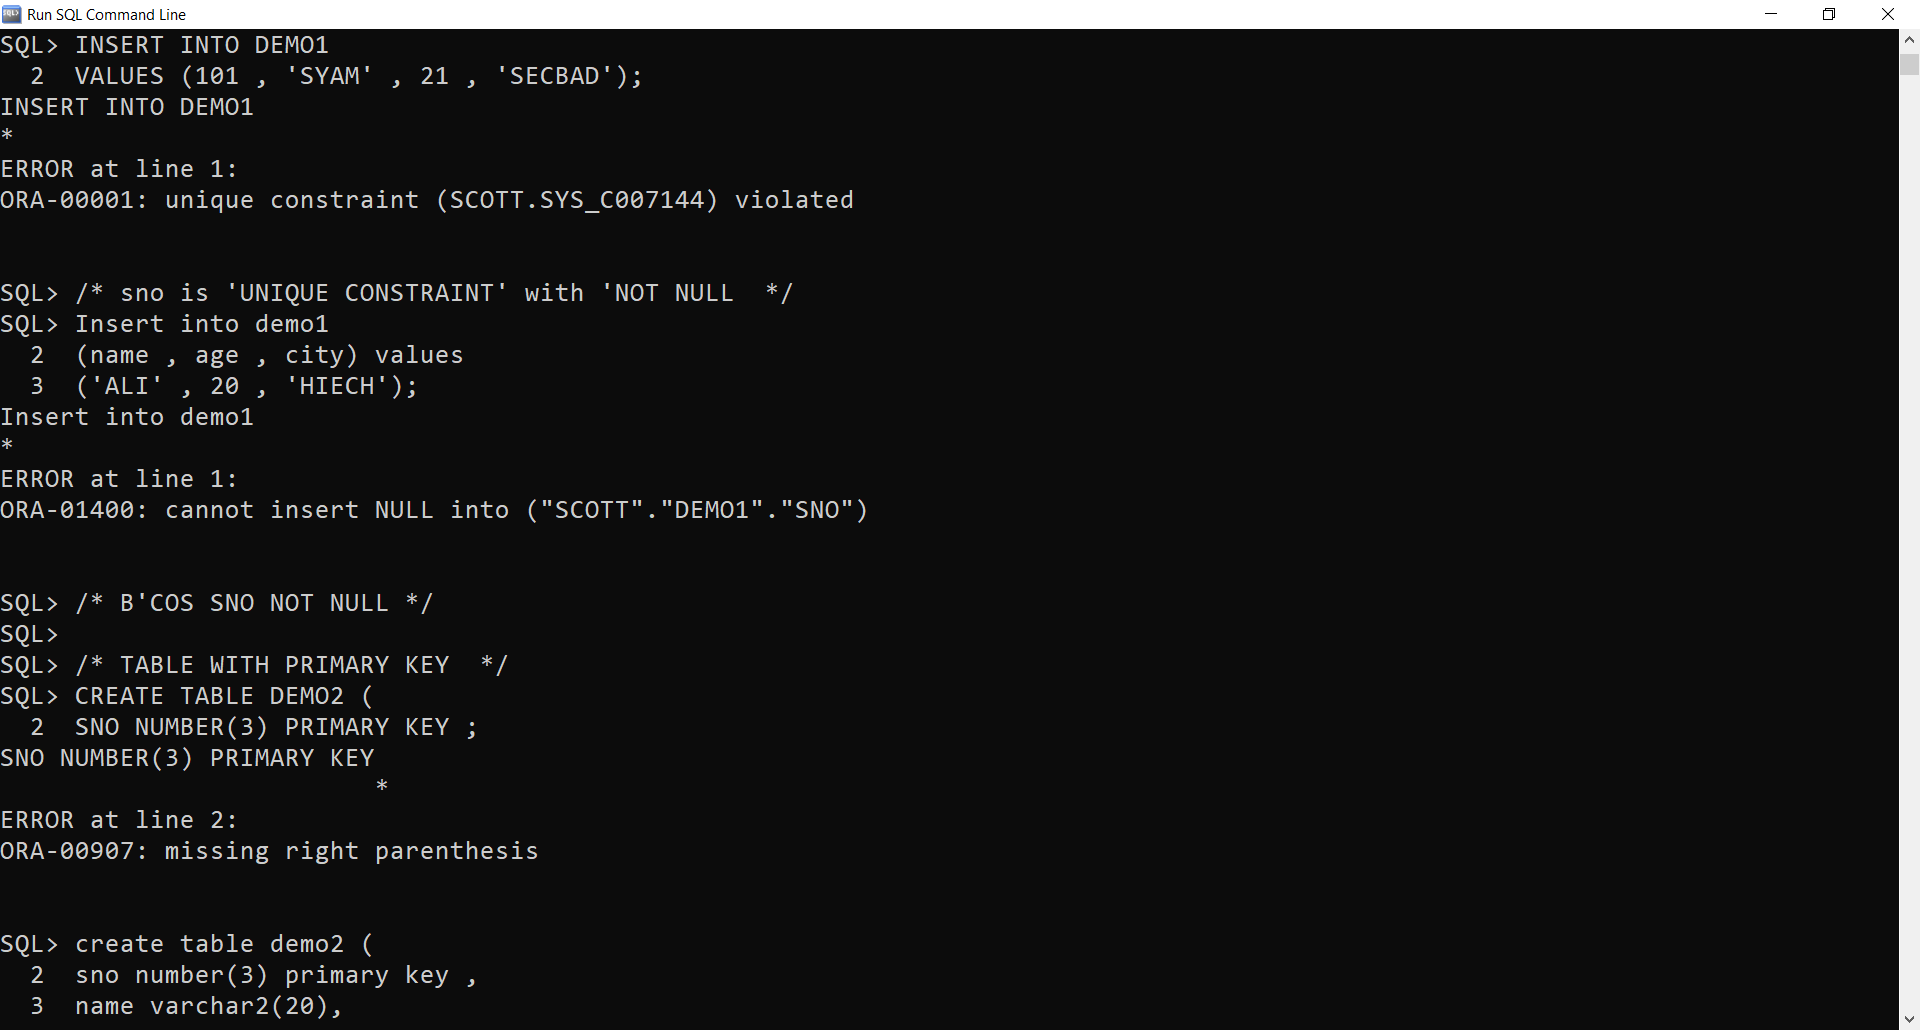 Run SQL Command Line
SQL> INSERT INTO DEMO1
  2  VALUES (101 , 'SYAM' , 21 , 'SECBAD');
INSERT INTO DEMO1
*
ERROR at line 1:
ORA-00001: unique constraint (SCOTT.SYS_C007144) violated
SQL> /* sno is 'UNIQUE CONSTRAINT' with 'NOT NULL  */
SQL> Insert into demo1
  2  (name , age , city) values
  3  ('ALI' , 20 , 'HIECH');
Insert into demo1
*
ERROR at line 1:
ORA-01400: cannot insert NULL into ("SCOTT"."DEMO1"."SNO")
SQL> /* B'COS SNO NOT NULL */
SQL>
SQL> /* TABLE WITH PRIMARY KEY  */
SQL> CREATE TABLE DEMO2 (
  2  SNO NUMBER(3) PRIMARY KEY ;
SNO NUMBER(3) PRIMARY KEY
                         *
ERROR at line 2:
ORA-00907: missing right parenthesis
SQL> create table demo2 (
  2  sno number(3) primary key ,
  3  name varchar2(20),